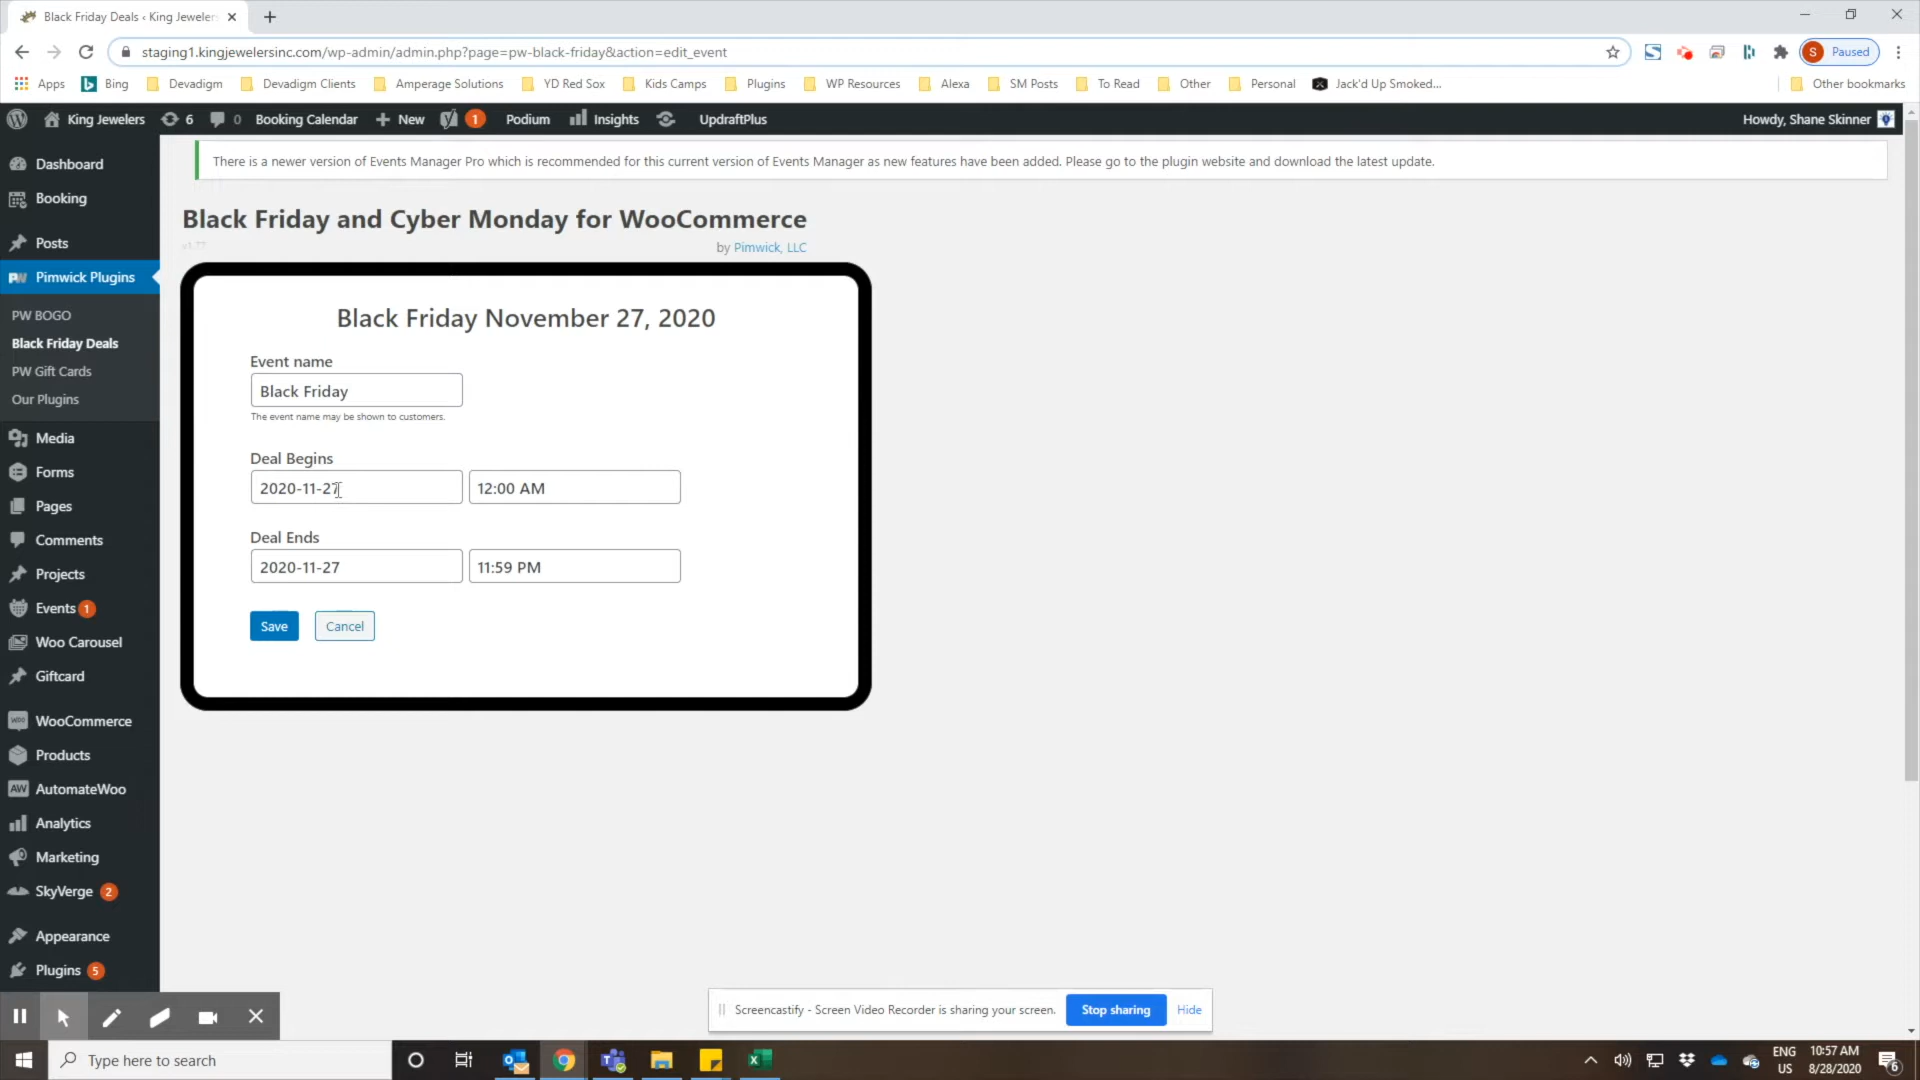 Black Friday Deals ‹ King Jeweler
staging1.kingjewelersinc.com/wp-admin/admin.php?page=pw-black-friday&action=edit_event
S Paused
Apps Bing Devadigm Devadigm Clients Amperage Solutions YD Red Sox Kids Camps Plugins WP Resources Alexa SM Posts To Read Other Personal Jack'd Up Smoked... Other bookmarks
King Jewelers 6 0 Booking Calendar New 1 Podium Insights UpdraftPlus Howdy, Shane Skinner
There is a newer version of Events Manager Pro which is recommended for this current version of Events Manager as new features have been added. Please go to the plugin website and download the latest update.
Dashboard
Booking
Posts
Pimwick Plugins
PW BOGO
Black Friday Deals
PW Gift Cards
Our Plugins
Media
Forms
Pages
Comments
Projects
Events 1
Woo Carousel
Giftcard
WooCommerce
Products
AutomateWoo
Analytics
Marketing
SkyVerge 2
Appearance
Plugins 5
Black Friday and Cyber Monday for WooCommerce
v1.77 by Pimwick, LLC
Black Friday November 27, 2020
Event name
Black Friday
The event name may be shown to customers.
Deal Begins
2020-11-27 12:00 AM
Deal Ends
2020-11-27 11:59 PM
Save Cancel
Screencastify - Screen Video Recorder is sharing your screen. Stop sharing Hide
Type here to search
ENG
US
10:57 AM
8/28/2020
6